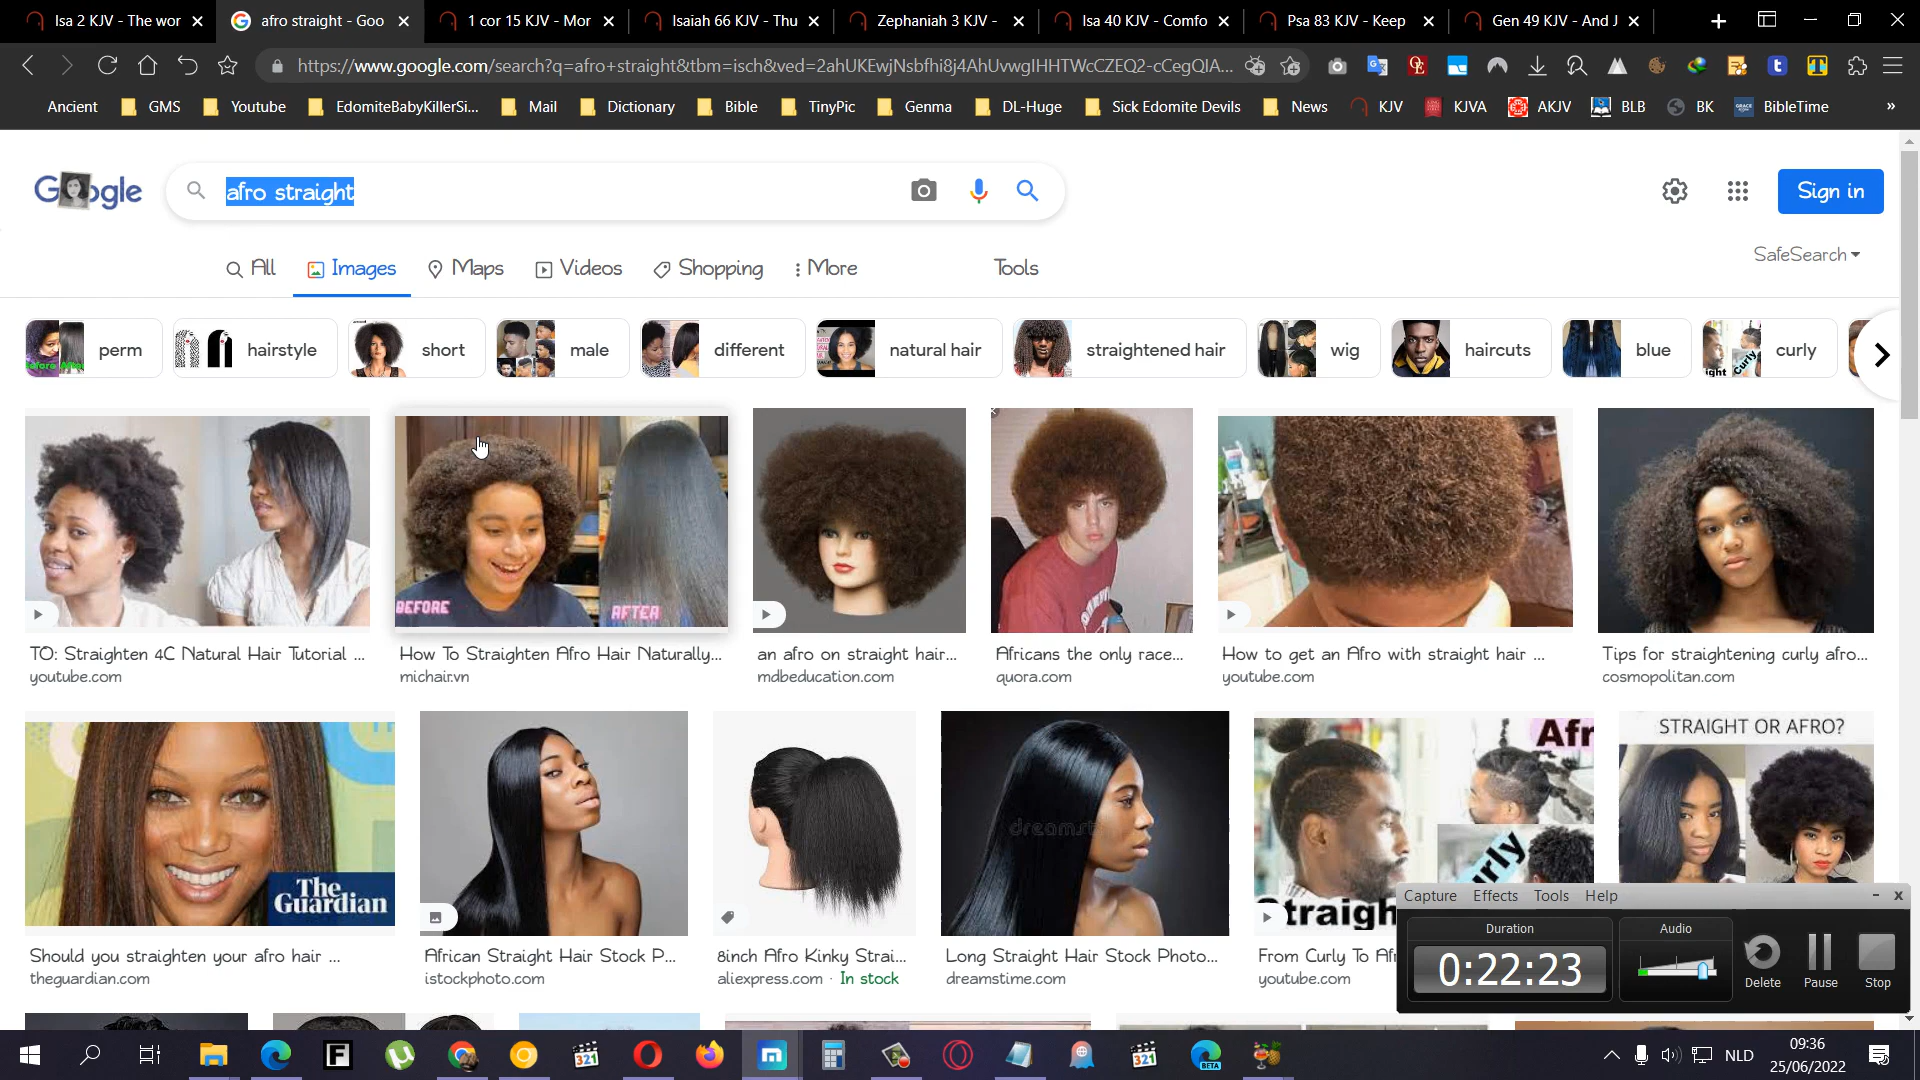 Isa 2 KJV - The wor
afro straight - Goo
1 cor 15 KJV - Mor
Isaiah 66 KJV - Thu
Zephaniah 3 KJV -
Isa 40 KJV - Comfo
Psa 83 KJV - Keep
Gen 49 KJV - And J
https://www.google.com/search?q=afro+straight&tbm=isch&ved=2ahUKEwjNsbfhi8j4AhUvwgIHHTWcCZEQ2-cCegQIA...
Ancient
GMS
Youtube
EdomiteBabyKillerSi...
Mail
Dictionary
Bible
TinyPic
Genma
DL-Huge
Sick Edomite Devils
News
KJV
KJVA
AKJV
BLB
BK
BibleTime
»
Google
afro straight
Sign in
All
Images
Maps
Videos
Shopping
More
Tools
SafeSearch
perm
hairstyle
short
male
different
natural hair
straightened hair
wig
haircuts
blue
curly
BEFORE
AFTER
TO: Straighten 4C Natural Hair Tutorial ...
youtube.com
How To Straighten Afro Hair Naturally...
michair.vn
an afro on straight hair...
mdbeducation.com
Africans the only race...
quora.com
How to get an Afro with straight hair ...
youtube.com
Tips for straightening curly afro...
cosmopolitan.com
The Guardian
dreamst
Afr
Curly
Straigh
STRAIGHT OR AFRO?
Should you straighten your afro hair ...
theguardian.com
African Straight Hair Stock P...
istockphoto.com
8inch Afro Kinky Strai...
aliexpress.com · In stock
Long Straight Hair Stock Photo...
dreamstime.com
From Curly To Af
youtube.com
Capture Effects Tools Help
Duration
0:22:23
Audio
Delete
Pause
Stop
NLD
09:36
25/06/2022